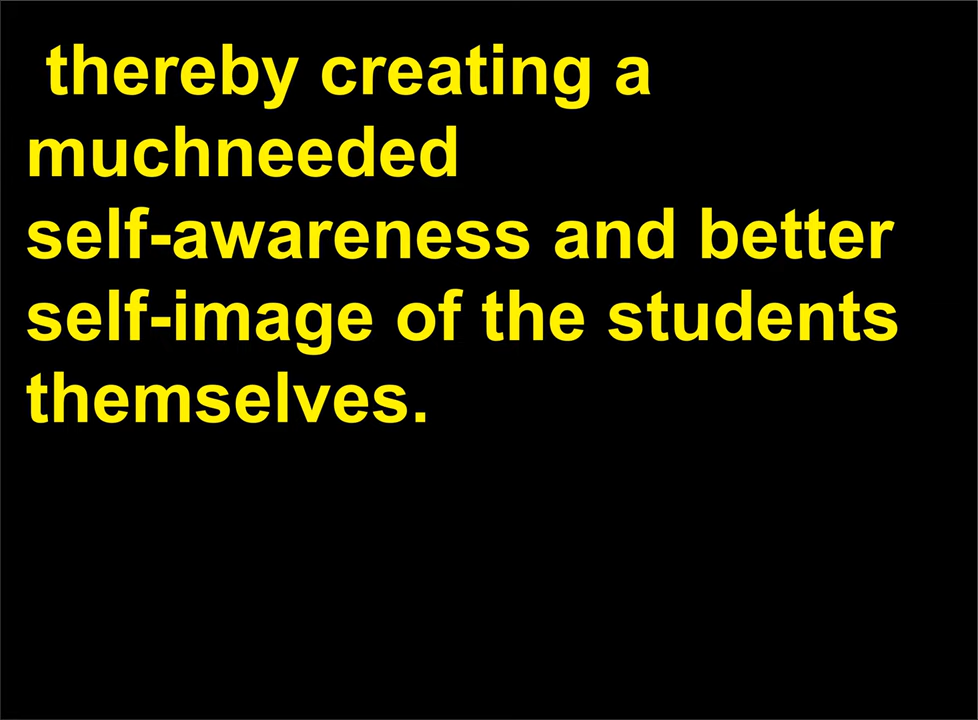 thereby creating a
muchneeded
self-awareness and better
self-image of the students
themselves.